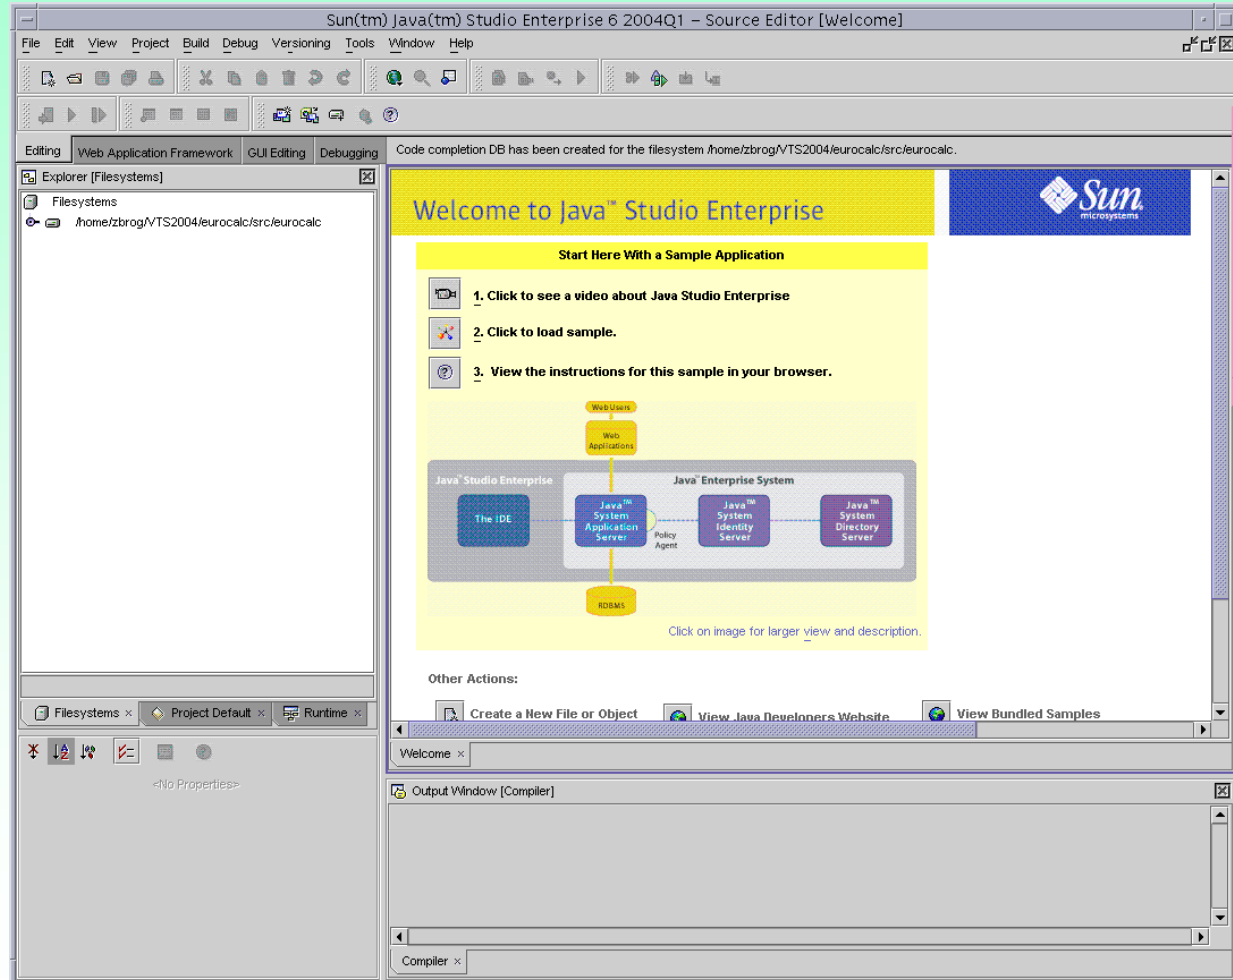 Sun(tm) Java(tm) Studio Enterprise 6 2004Q1 – Source Editor [Welcome]
File Edit View Project Build Debug Versioning Tools Window Help
Editing Web Application Framework GUI Editing Debugging
Code completion DB has been created for the filesystem /home/zbrog/VTS2004/eurocalc/src/eurocalc.
Explorer [Filesystems]
Filesystems
/home/zbrog/VTS2004/eurocalc/src/eurocalc
Filesystems × Project Default × Runtime ×
<No Properties>
Welcome to Java™ Studio Enterprise
Sun
microsystems
Start Here With a Sample Application
1. Click to see a video about Java Studio Enterprise
2. Click to load sample.
3. View the instructions for this sample in your browser.
Web Users
Web
Applications
Java™ Studio Enterprise
Java™ Enterprise System
The IDE
Java™
System
Application
Server
Policy
Agent
Java™
System
Identity
Server
Java™
System
Directory
Server
RDBMS
Click on image for larger view and description.
Other Actions:
Create a New File or Object View Java Developers Website View Bundled Samples
Welcome ×
Output Window [Compiler]
Compiler ×